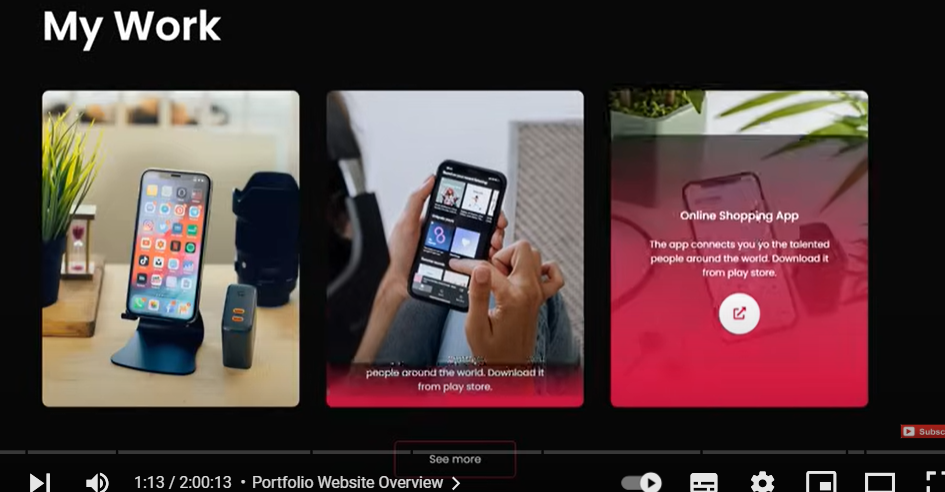 My Work
people around the world. Download it
from play store.
Online Shopping App
The app connects you yo the talented
people around the world. Download it
from play store.
See more
Subsc
1:13 / 2:00:13 • Portfolio Website Overview